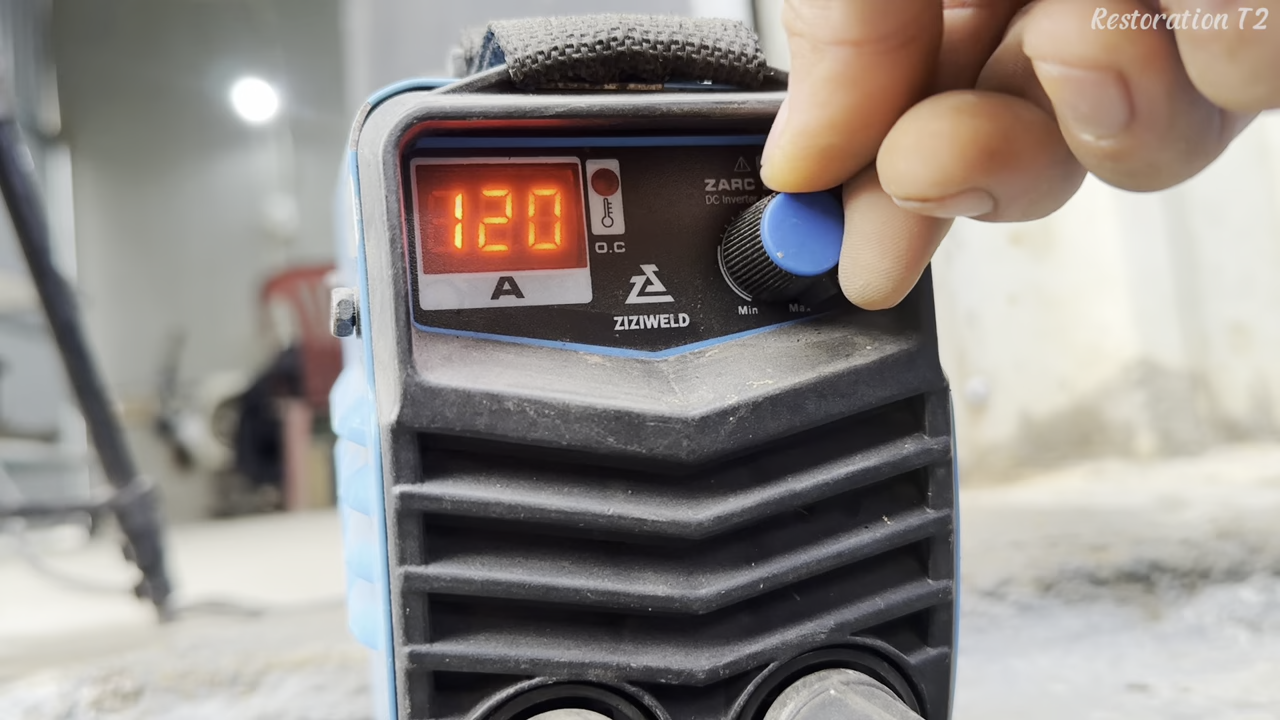 Restoration T2
120
A
O.C
ZARC
DC Inverter
ZIZIWELD
Min
Max